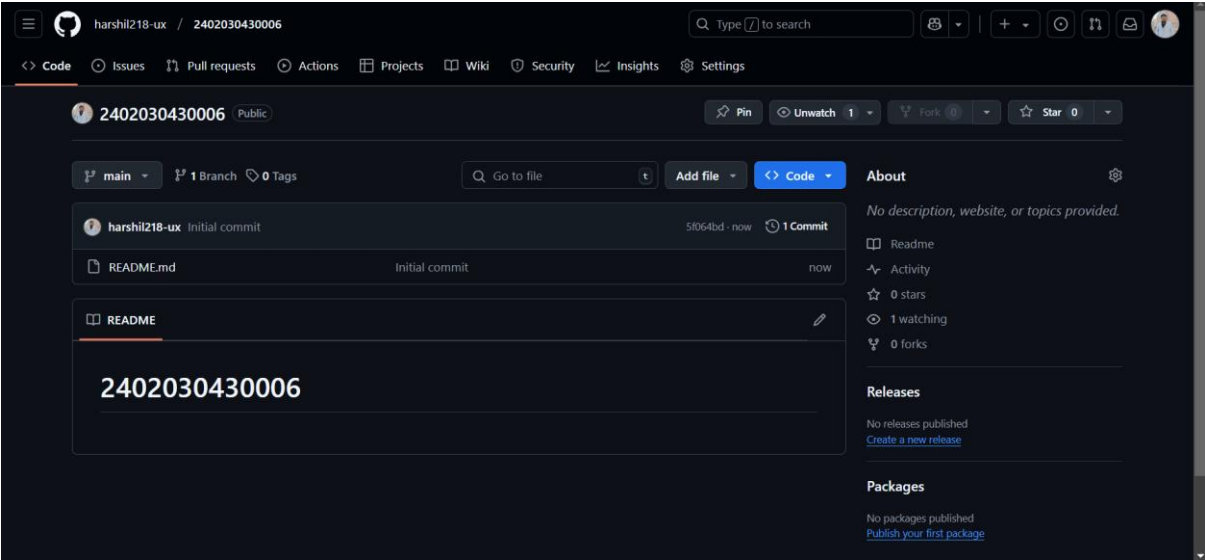 harshil218-ux / 2402030430006
Type / to search
Code Issues Pull requests Actions Projects Wiki Security Insights Settings
2402030430006 Public
Pin Unwatch 1 Fork 0 Star 0
main 1 Branch 0 Tags Go to file t Add file Code
harshil218-ux Initial commit 5f064bd · now 1 Commit
README.md Initial commit now
README
2402030430006
About
No description, website, or topics provided.
Readme
Activity
0 stars
1 watching
0 forks
Releases
No releases published
Create a new release
Packages
No packages published
Publish your first package